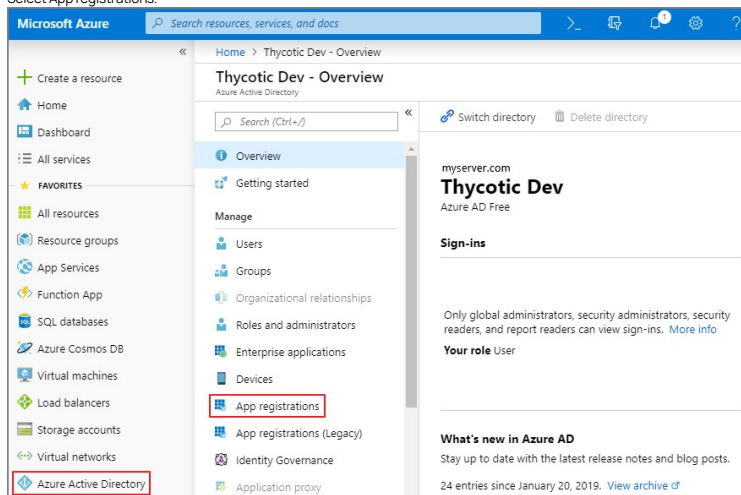 Select App registrations.
Microsoft Azure
Search resources, services, and docs
1
?
«
Create a resource
Home
Dashboard
All services
FAVORITES
All resources
Resource groups
App Services
Function App
SQL databases
Azure Cosmos DB
Virtual machines
Load balancers
Storage accounts
Virtual networks
Azure Active Directory
Home > Thycotic Dev - Overview
Thycotic Dev - Overview
Azure Active Directory
Search (Ctrl+/)
«
Overview
Getting started
Manage
Users
Groups
Organizational relationships
Roles and administrators
Enterprise applications
Devices
App registrations
App registrations (Legacy)
Identity Governance
Application proxy
Switch directory Delete directory
myserver.com
Thycotic Dev
Azure AD Free
Sign-ins
Only global administrators, security administrators, security
readers, and report readers can view sign-ins. More info
Your role User
What's new in Azure AD
Stay up to date with the latest release notes and blog posts.
24 entries since January 20, 2019. View archive